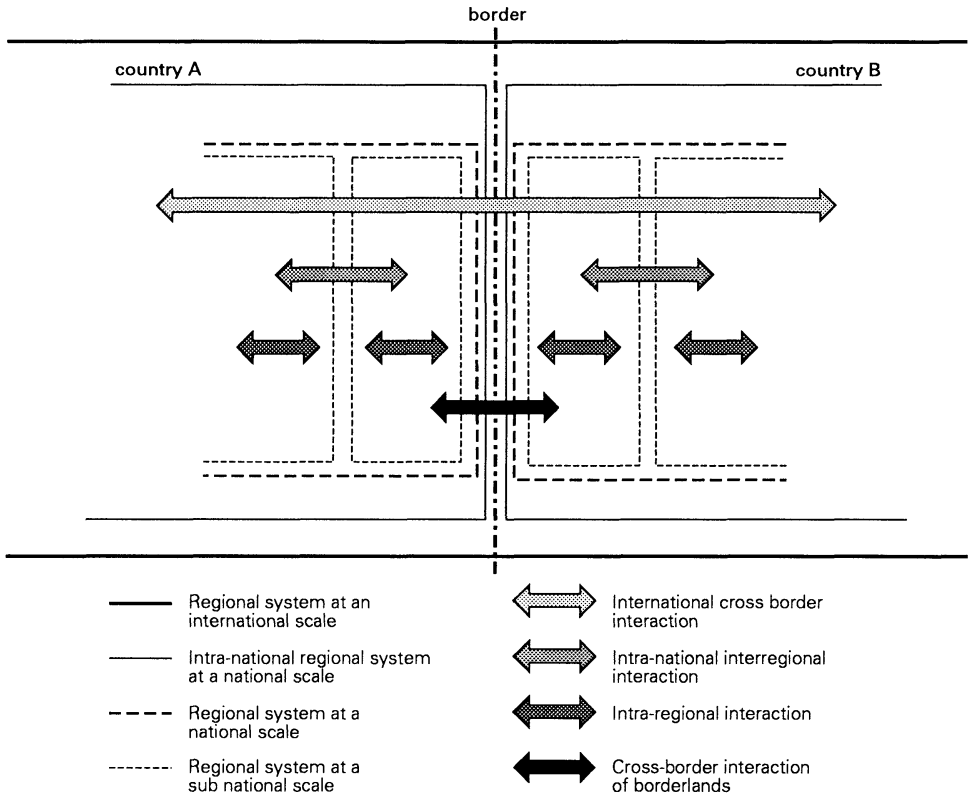 border
country A
country B
Regional system at an
international scale
Intra-national regional system
at a national scale
Regional system at a
national scale
Regional system at a
sub national scale
International cross border
interaction
Intra-national interregional
interaction
Intra-regional interaction
Cross-border interaction
of borderlands